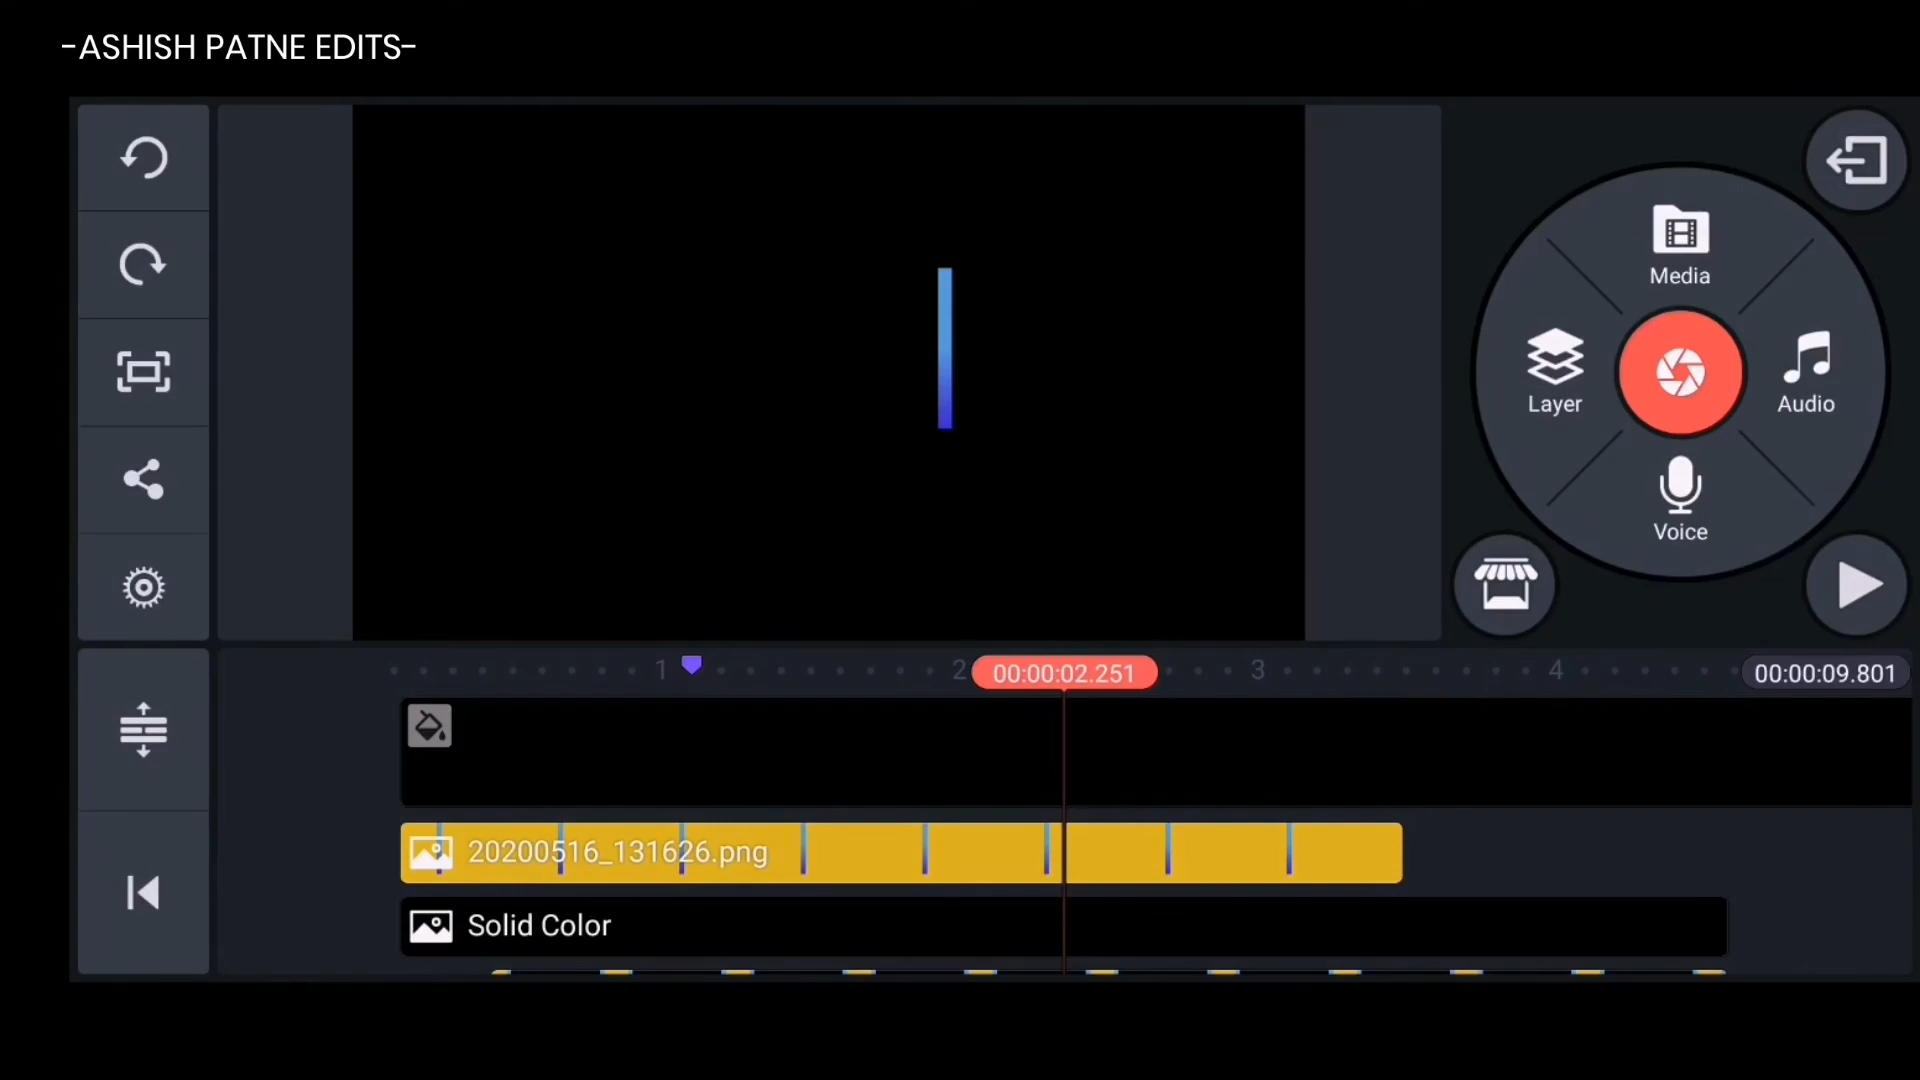 -ASHISH PATNE EDITS-
Media
Layer
Audio
Voice
1
2
00:00:02.251
3
4
00:00:09.801
20200516_131626.png
Solid Color